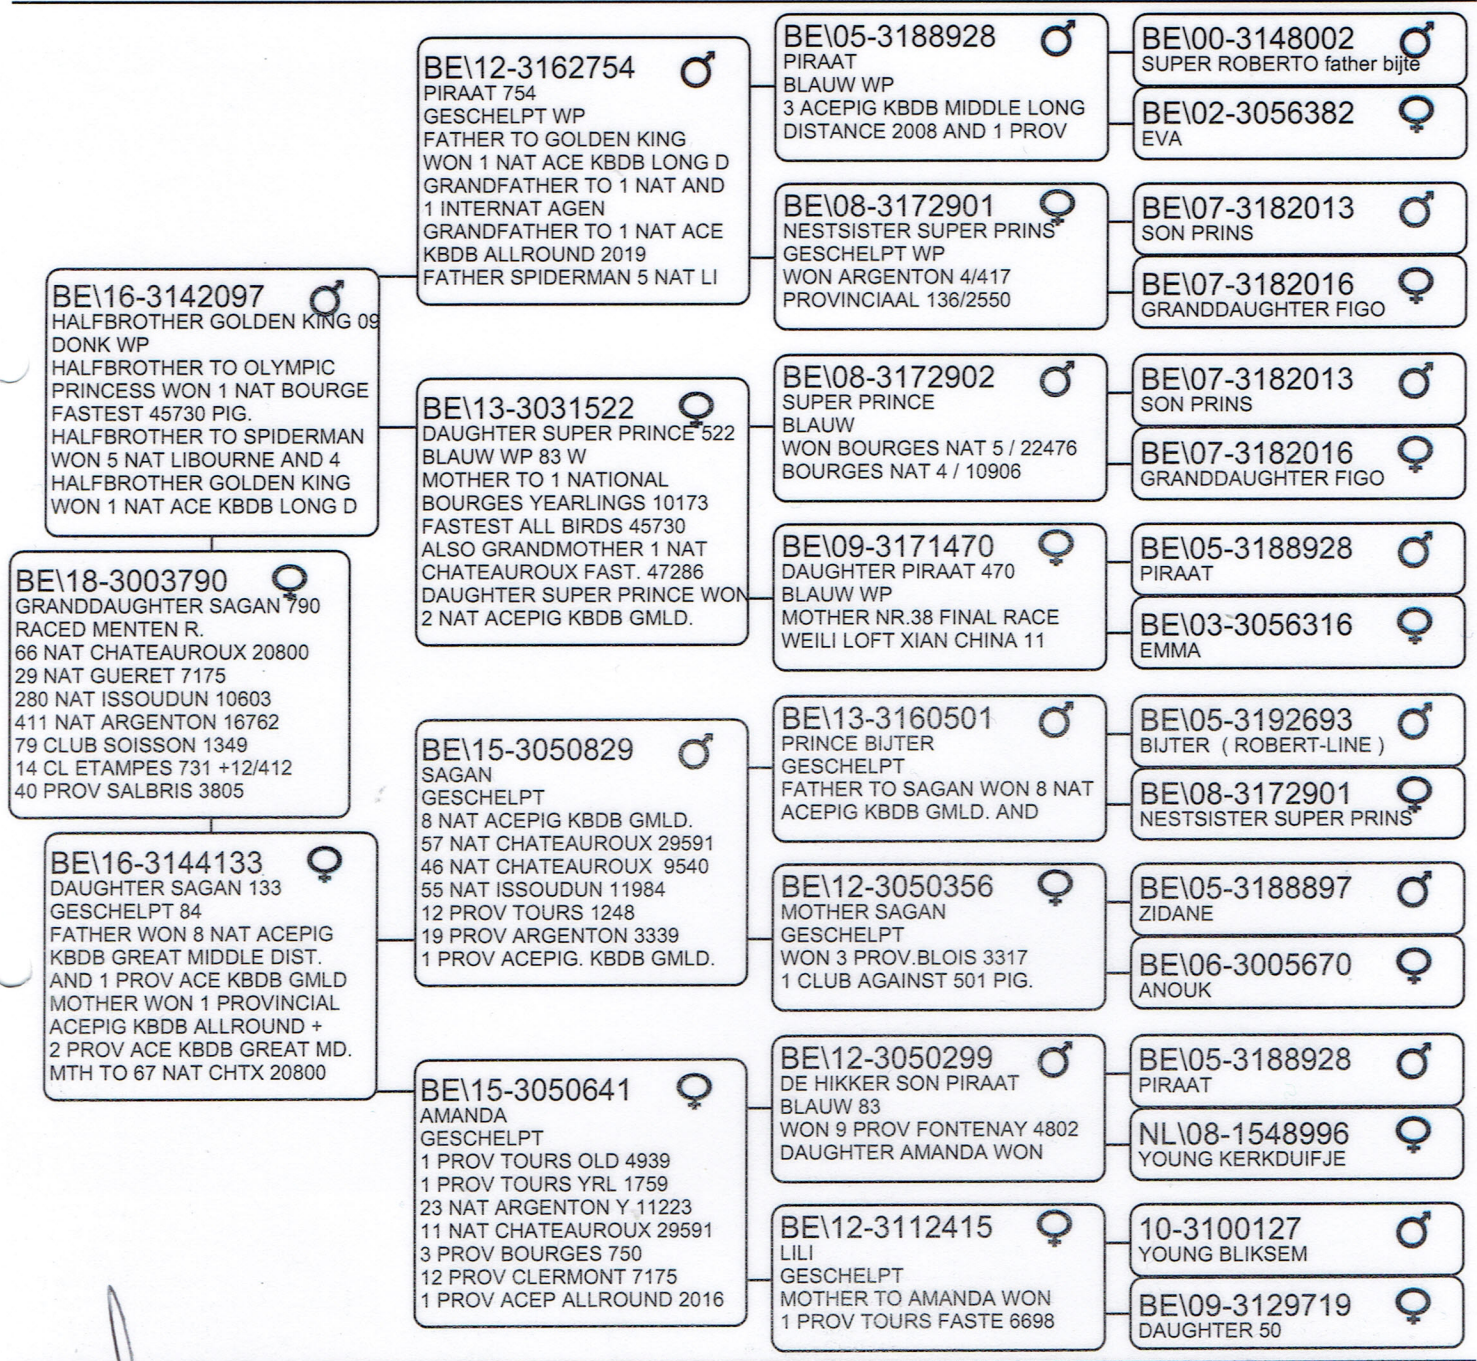 BE\16-3142097
HALFBROTHER GOLDEN KING 09
DONK WP
HALFBROTHER TO OLYMPIC
PRINCESS WON 1 NAT BOURGE
FASTEST 45730 PIG.
HALFBROTHER TO SPIDERMAN
WON 5 NAT LIBOURNE AND 4
HALFBROTHER GOLDEN KING
WON 1 NAT ACE KBDB LONG D
BE\18-3003790
GRANDDAUGHTER SAGAN 790
RACED MENTEN R.
66 NAT CHATEAUROUX 20800
29 NAT GUERET 7175
280 NAT ISSOUDUN 10603
411 NAT ARGENTON 16762
79 CLUB SOISSON 1349
14 CL ETAMPES 731 +12/412
40 PROV SALBRIS 3805
BE\16-3144133
DAUGHTER SAGAN 133
GESCHELPT 84
FATHER WON 8 NAT ACEPIG
KBDB GREAT MIDDLE DIST.
AND 1 PROV ACE KBDB GMLD
MOTHER WON 1 PROVINCIAL
ACEPIG KBDB ALLROUND +
2 PROV ACE KBDB GREAT MD.
MTH TO 67 NAT CHTX 20800
BE\12-3162754
PIRAAT 754
GESCHELPT WP
FATHER TO GOLDEN KING
WON 1 NAT ACE KBDB LONG D
GRANDFATHER TO 1 NAT AND
1 INTERNAT AGEN
GRANDFATHER TO 1 NAT ACE
KBDB ALLROUND 2019
FATHER SPIDERMAN 5 NAT LI
BE\13-3031522
DAUGHTER SUPER PRINCE 522
BLAUW WP 83 W
MOTHER TO 1 NATIONAL
BOURGES YEARLINGS 10173
FASTEST ALL BIRDS 45730
ALSO GRANDMOTHER 1 NAT
CHATEAUROUX FAST. 47286
DAUGHTER SUPER PRINCE WON
2 NAT ACEPIG KBDB GMLD.
BE\15-3050829
SAGAN
GESCHELPT
8 NAT ACEPIG KBDB GMLD.
57 NAT CHATEAUROUX 29591
46 NAT CHATEAUROUX 9540
55 NAT ISSOUDUN 11984
12 PROV TOURS 1248
19 PROV ARGENTON 3339
1 PROV ACEPIG. KBDB GMLD.
BE\15-3050641
AMANDA
GESCHELPT
1 PROV TOURS OLD 4939
1 PROV TOURS YRL 1759
23 NAT ARGENTON Y 11223
11 NAT CHATEAUROUX 29591
3 PROV BOURGES 750
12 PROV CLERMONT 7175
1 PROV ACEP ALLROUND 2016
BE\05-3188928
PIRAAT
BLAUW WP
3 ACEPIG KBDB MIDDLE LONG
DISTANCE 2008 AND 1 PROV
BE\08-3172901
NESTSISTER SUPER PRINS
GESCHELPT WP
WON ARGENTON 4/417
PROVINCIAAL 136/2550
BE\08-3172902
SUPER PRINCE
BLAUW
WON BOURGES NAT 5 / 22476
BOURGES NAT 4 / 10906
BE\09-3171470
DAUGHTER PIRAAT 470
BLAUW WP
MOTHER NR.38 FINAL RACE
WEILI LOFT XIAN CHINA 11
BE\13-3160501
PRINCE BIJTER
GESCHELPT
FATHER TO SAGAN WON 8 NAT
ACEPIG KBDB GMLD. AND
BE\12-3050356
MOTHER SAGAN
GESCHELPT
WON 3 PROV.BLOIS 3317
1 CLUB AGAINST 501 PIG.
BE\12-3050299
DE HIKKER SON PIRAAT
BLAUW 83
WON 9 PROV FONTENAY 4802
DAUGHTER AMANDA WON
BE\12-3112415
LILI
GESCHELPT
MOTHER TO AMANDA WON
1 PROV TOURS FASTE 6698
BE\00-3148002
SUPER ROBERTO father bijte
BE\02-3056382
EVA
BE\07-3182013
SON PRINS
BE\07-3182016
GRANDDAUGHTER FIGO
BE\07-3182013
SON PRINS
BE\07-3182016
GRANDDAUGHTER FIGO
BE\05-3188928
PIRAAT
BE\03-3056316
EMMA
BE\05-3192693
BIJTER ( ROBERT-LINE )
BE\08-3172901
NESTSISTER SUPER PRINS
BE\05-3188897
ZIDANE
BE\06-3005670
ANOUK
BE\05-3188928
PIRAAT
NL\08-1548996
YOUNG KERKDUIFJE
10-3100127
YOUNG BLIKSEM
BE\09-3129719
DAUGHTER 50